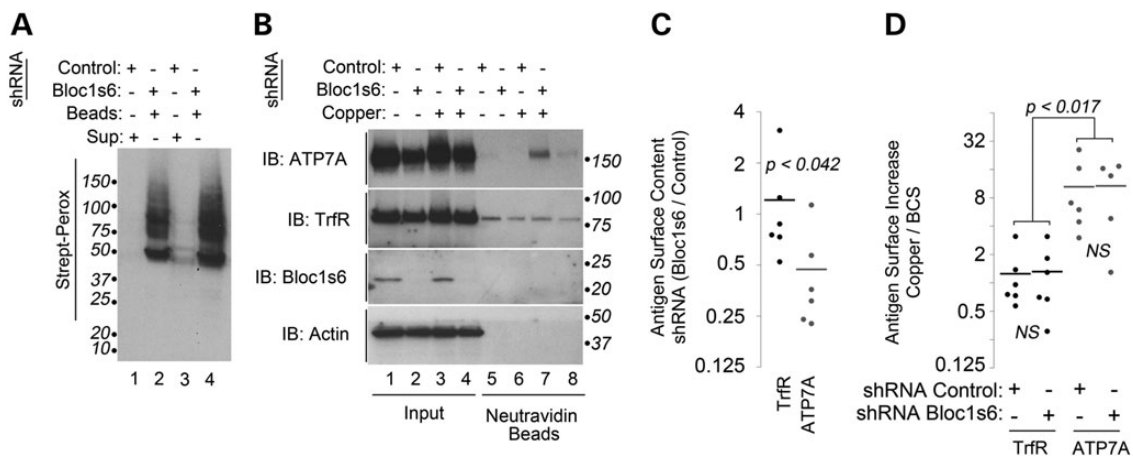 A
shRNA
Control: + - + -
Bloc1s6: - + - +
Beads: - + - +
Sup: + - + -
Strept-Perox
150
100
75
50
37
25
20
10
1 2 3 4
B
shRNA
Control: + - + - + - + -
Bloc1s6: - + - + - + - +
Copper: - - + + - - + +
IB: ATP7A
150
IB: TrfR
100
75
IB: Bloc1s6
25
20
IB: Actin
50
37
1 2 3 4 5 6 7 8
Input
Neutravidin
Beads
C
Antigen Surface Content
shRNA (Bloc1s6 / Control)
4
2
1
0.5
0.25
0.125
p < 0.042
TrfR
ATP7A
D
Antigen Surface Increase
Copper / BCS
32
8
2
0.5
0.125
p < 0.017
NS
NS
shRNA Control: + - + -
shRNA Bloc1s6: - + - +
TrfR ATP7A